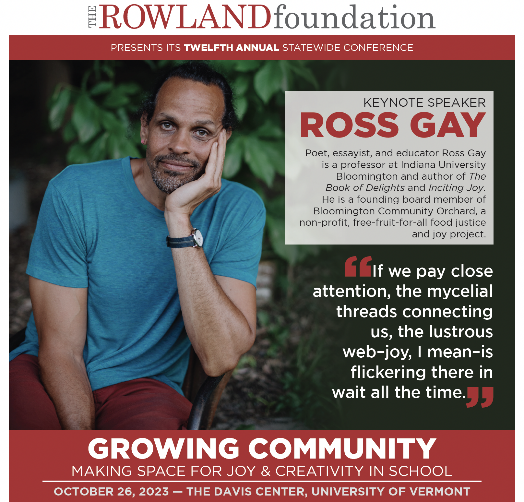 THE ROWLANDfoundation
PRESENTS ITS TWELFTH ANNUAL STATEWIDE CONFERENCE
KEYNOTE SPEAKER
ROSS GAY
Poet, essayist, and educator Ross Gay
is a professor at Indiana University
Bloomington and author of The
Book of Delights and Inciting Joy.
He is a founding board member of
Bloomington Community Orchard, a
non-profit, free-fruit-for-all food justice
and joy project.
❝If we pay close
attention, the mycelial
threads connecting
us, the lustrous
web–joy, I mean–is
flickering there in
wait all the time.❞
GROWING COMMUNITY
MAKING SPACE FOR JOY & CREATIVITY IN SCHOOL
OCTOBER 26, 2023 — THE DAVIS CENTER, UNIVERSITY OF VERMONT